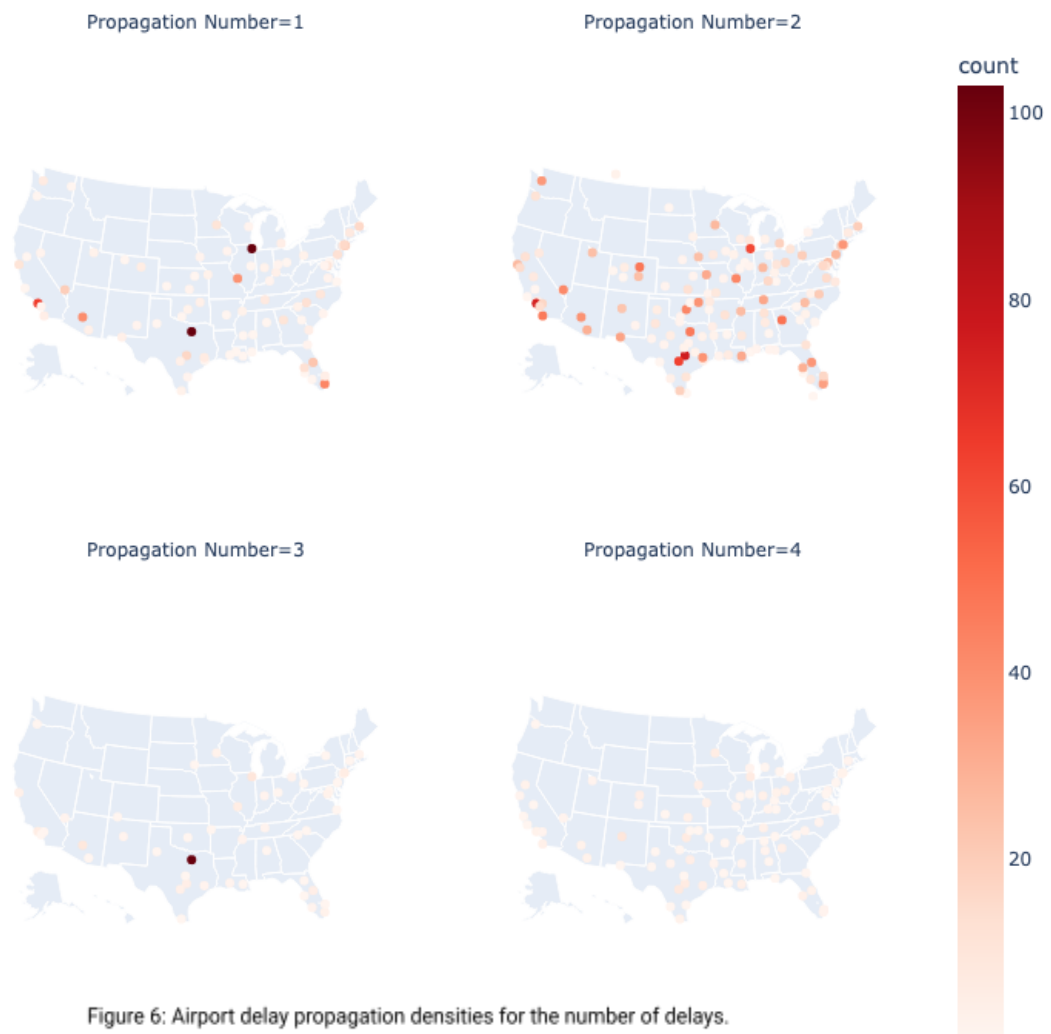 Propagation Number=1
Propagation Number=2
count
100
80
60
40
20
Propagation Number=3
Propagation Number=4
Figure 6: Airport delay propagation densities for the number of delays.